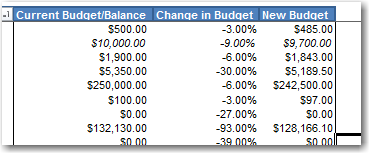 Current Budget/Balance Change in Budget New Budget
$500.00 -3.00% $485.00
$10,000.00 -9.00% $9,700.00
$1,900.00 -6.00% $1,843.00
$5,350.00 -30.00% $5,189.50
$250,000.00 -6.00% $242,500.00
$100.00 -3.00% $97.00
$0.00 -27.00% $0.00
$132,130.00 -93.00% $128,166.10
$0.00 -39.00% $0.00